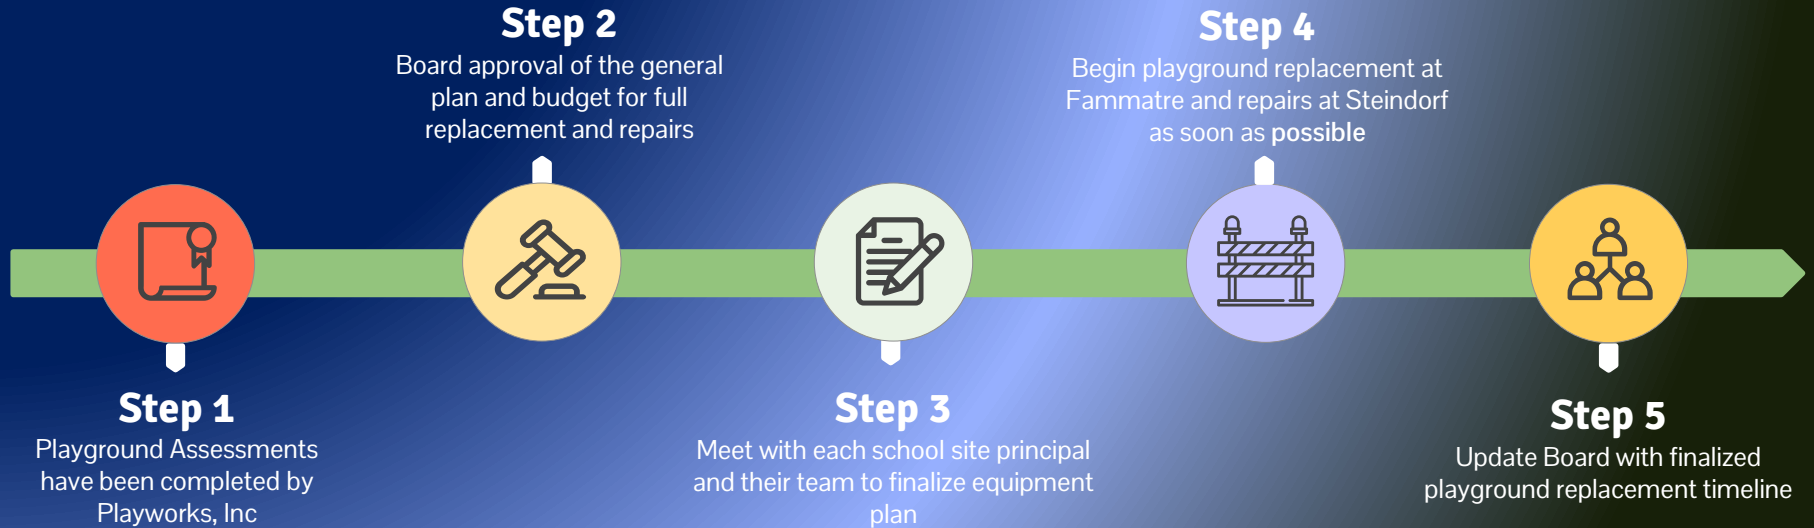 Step 1
Playground Assessments
have been completed by
Playworks, Inc
Step 2
Board approval of the general
plan and budget for full
replacement and repairs
Step 3
Meet with each school site principal
and their team to finalize equipment
plan
Step 4
Begin playground replacement at
Fammatre and repairs at Steindorf
as soon as possible
Step 5
Update Board with finalized
playground replacement timeline